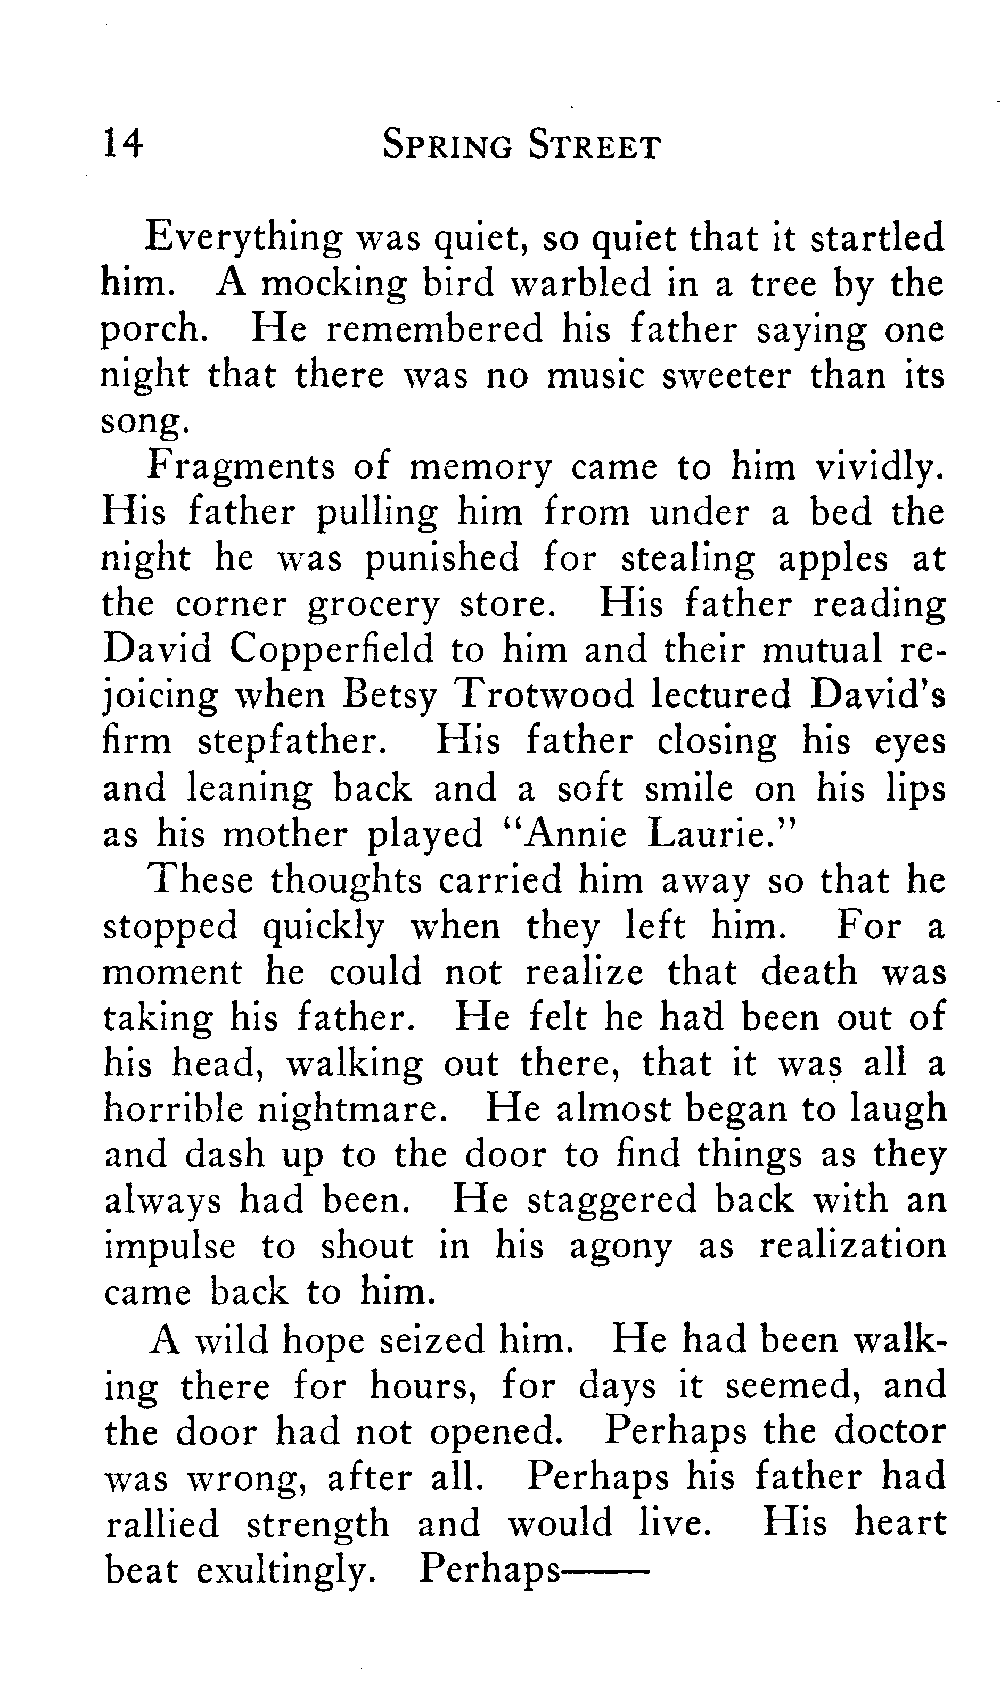 14 SPRING STREET
Everything was quiet, so quiet that it startled
him. A mocking bird warbled in a tree by the
porch. He remembered his father saying one
night that there was no music sweeter than its
song.
Fragments of memory came to him vividly.
His father pulling him from under a bed the
night he was punished for stealing apples at
the corner grocery store. His father reading
David Copperfield to him and their mutual re-
joicing when Betsy Trotwood lectured David's
firm stepfather. His father closing his eyes
and leaning back and a soft smile on his lips
as his mother played "Annie Laurie."
These thoughts carried him away so that he
stopped quickly when they left him. For a
moment he could not realize that death was
taking his father. He felt he had been out of
his head, walking out there, that it was all a
horrible nightmare. He almost began to laugh
and dash up to the door to find things as they
always had been. He staggered back with an
impulse to shout in his agony as realization
came back to him.
A wild hope seized him. He had been walk-
ing there for hours, for days it seemed, and
the door had not opened. Perhaps the doctor
was wrong, after all. Perhaps his father had
rallied strength and would live. His heart
beat exultingly. Perhaps——